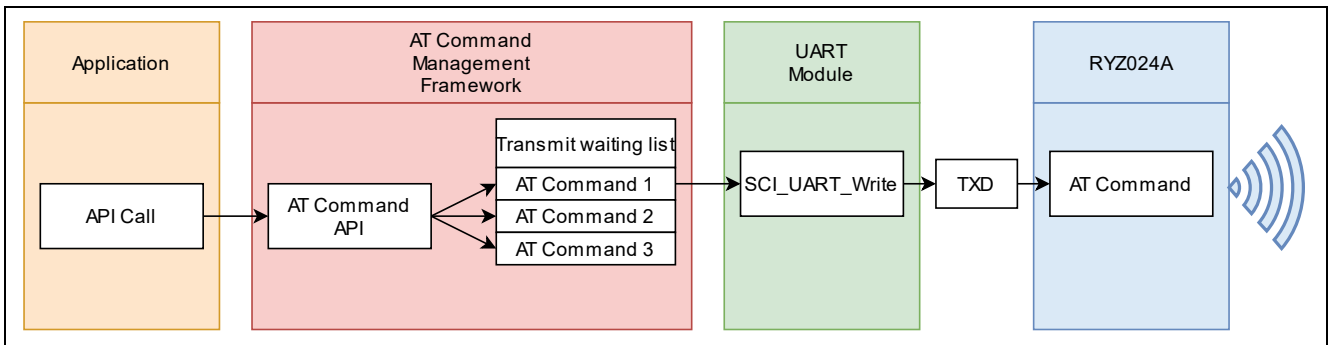 Application
AT Command
Management
Framework
UART
Module
RYZ024A
API Call
AT Command
API
Transmit waiting list
AT Command 1
AT Command 2
AT Command 3
SCI_UART_Write
TXD
AT Command